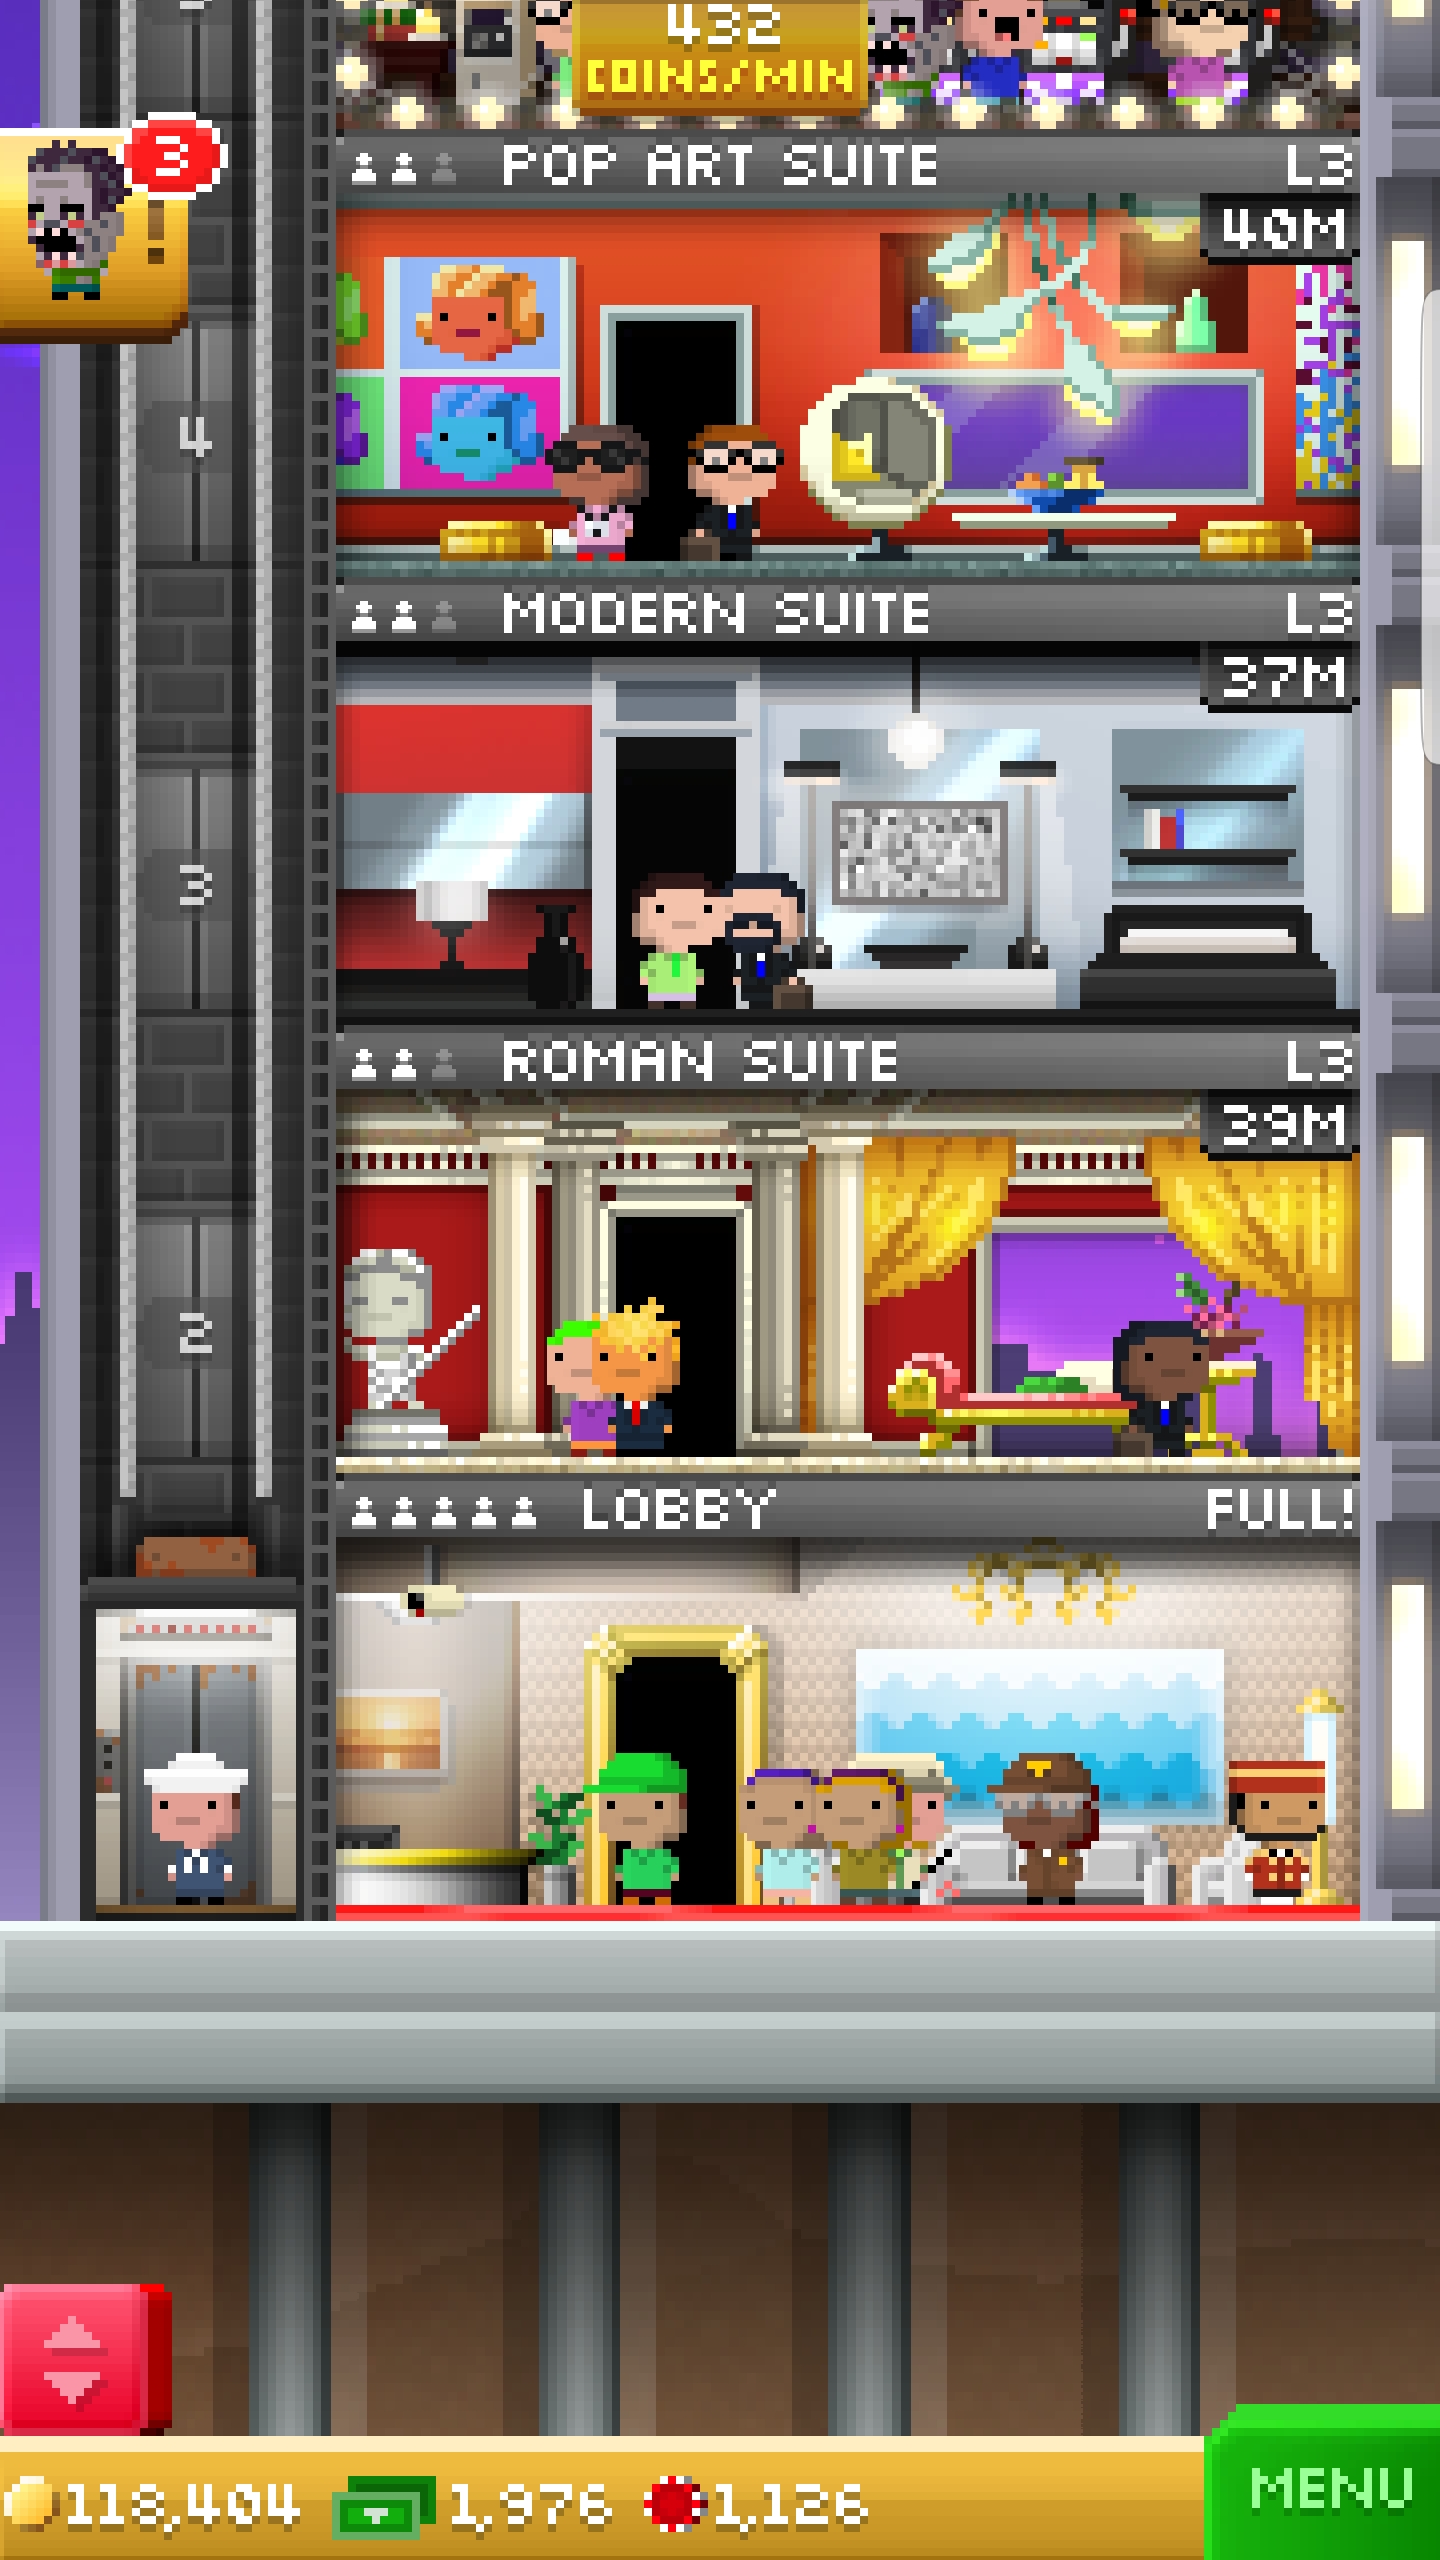 432
COINS/MIN
3
!
POP ART SUITE L3
40M
4
MODERN SUITE L3
37M
3
ROMAN SUITE L3
39M
2
LOBBY FULL!
118,404 1,976 1,126
MENU